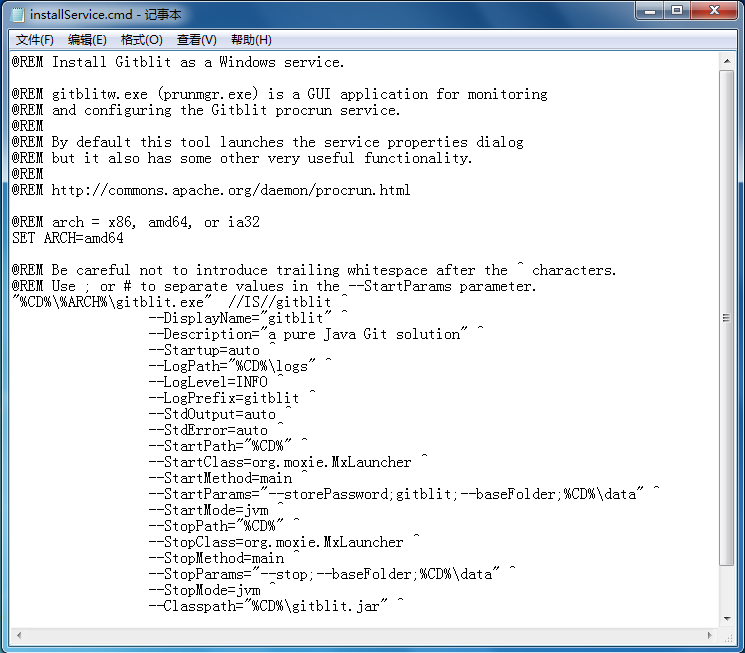 installService.cmd - 记事本
文件(F) 编辑(E) 格式(O) 查看(V) 帮助(H)
@REM Install Gitblit as a Windows service.
@REM gitblitw.exe (prunmgr.exe) is a GUI application for monitoring
@REM and configuring the Gitblit procrun service.
@REM
@REM By default this tool launches the service properties dialog
@REM but it also has some other very useful functionality.
@REM
@REM http://commons.apache.org/daemon/procrun.html
@REM arch = x86, amd64, or ia32
SET ARCH=amd64
@REM Be careful not to introduce trailing whitespace after the ^ characters.
@REM Use ; or # to separate values in the --StartParams parameter.
"%CD%\%ARCH%\gitblit.exe"  //IS//gitblit ^
--DisplayName="gitblit" ^
--Description="a pure Java Git solution" ^
--Startup=auto ^
--LogPath="%CD%\logs" ^
--LogLevel=INFO ^
--LogPrefix=gitblit ^
--StdOutput=auto ^
--StdError=auto ^
--StartPath="%CD%" ^
--StartClass=org.moxie.MxLauncher ^
--StartMethod=main ^
--StartParams="--storePassword;gitblit;--baseFolder;%CD%\data" ^
--StartMode=jvm ^
--StopPath="%CD%" ^
--StopClass=org.moxie.MxLauncher ^
--StopMethod=main ^
--StopParams="--stop;--baseFolder;%CD%\data" ^
--StopMode=jvm ^
--Classpath="%CD%\gitblit.jar" ^